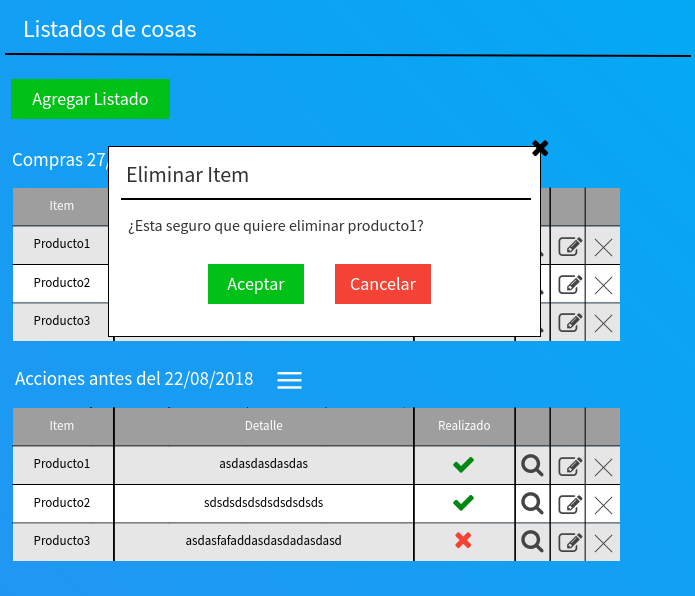 Listados de cosas
Agregar Listado
Compras 27/
Eliminar Item
¿Esta seguro que quiere eliminar producto1?
Aceptar Cancelar
Item
Producto1
Producto2
Producto3
Acciones antes del 22/08/2018
Item Detalle Realizado
Producto1 asdasdasdasdas
Producto2 sdsdsdsdsdsdsdsdsds
Producto3 asdasfafaddasdasdadasdasd